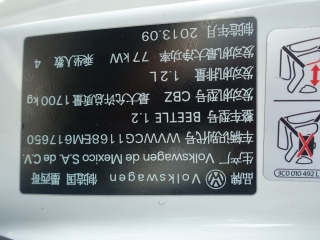 品牌 Volkswagen 制造国 墨西哥
生产厂 Volkswagen de Mexico S.A. de C.V.
车辆识别代号 WVWCG1168EM617650
整车型号 BEETLE 1.2
发动机型号 CBZ 最大允许总质量 1700 kg
发动机排量 1.2 L
发动机最大净功率 77 kW 乘坐人数 4
制造年月 2013.09
3C0 010 492 L